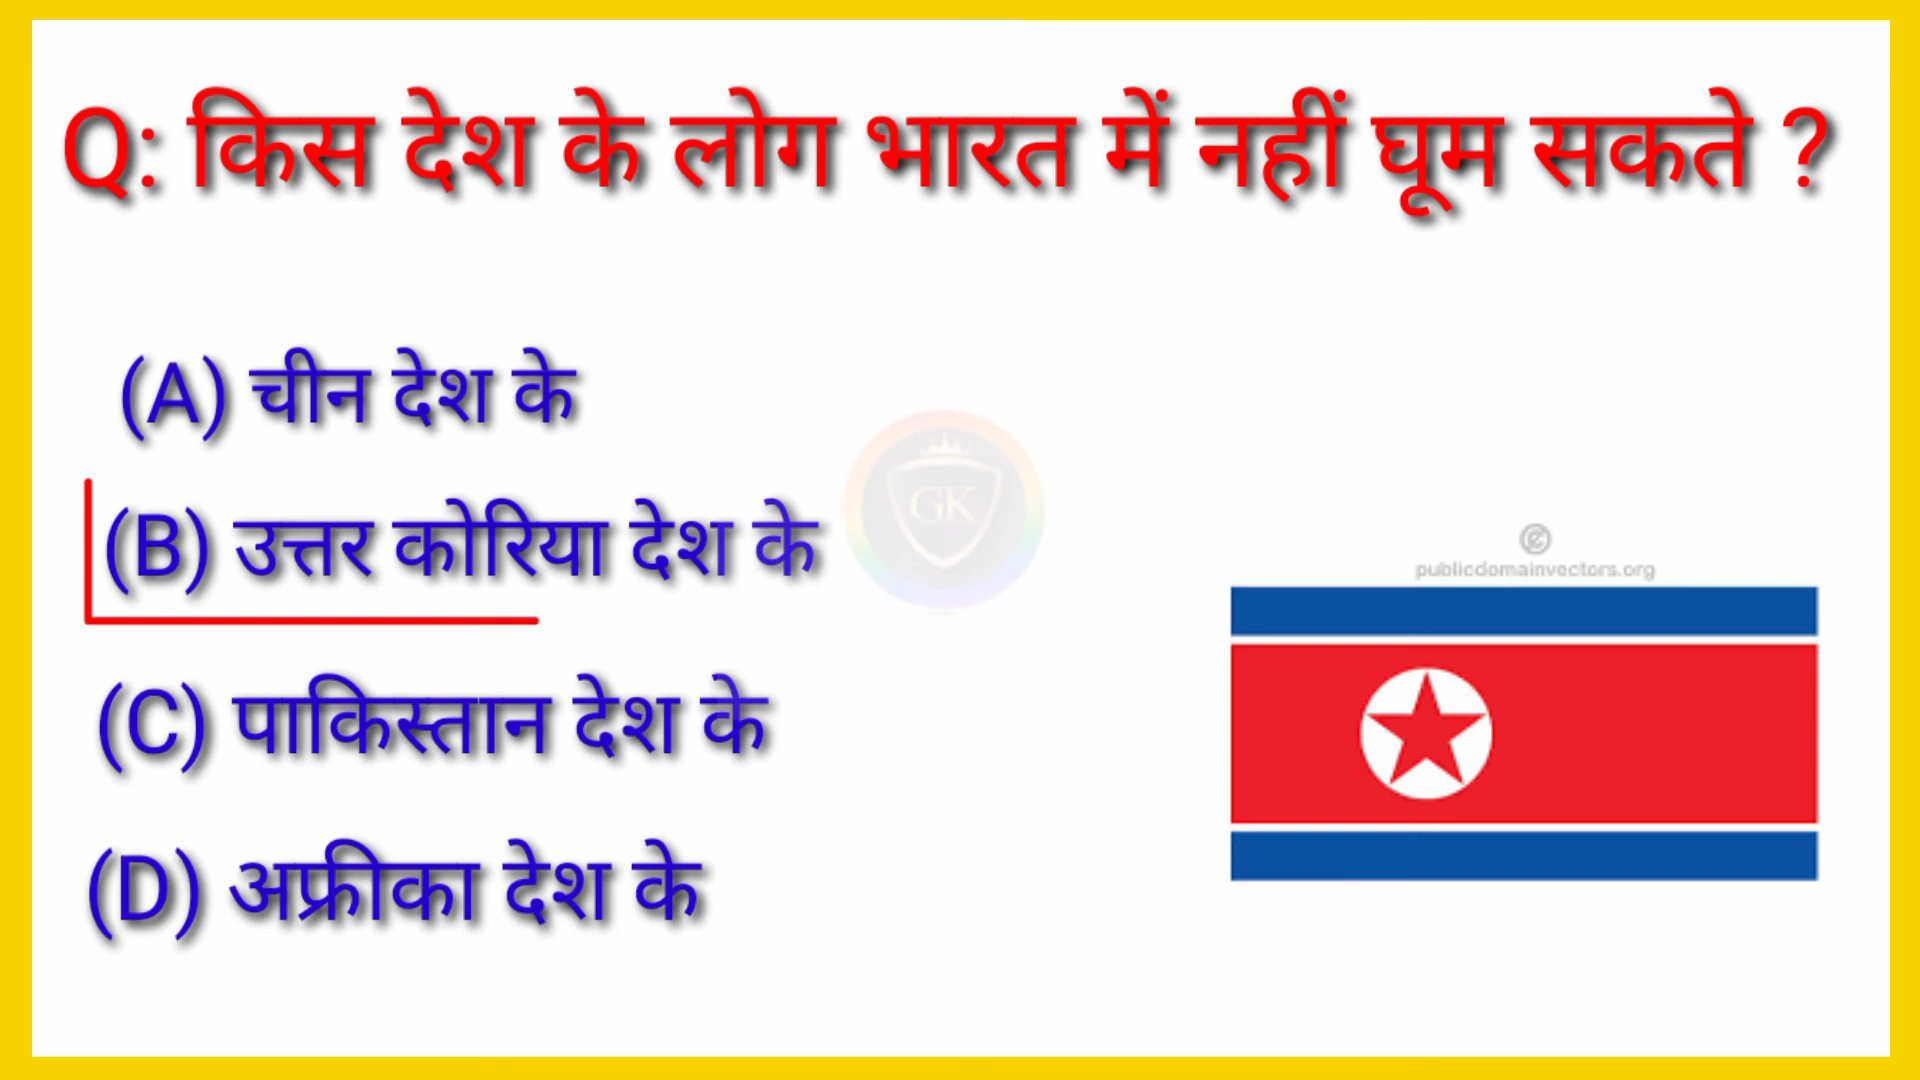 Q: किस देश के लोग भारत में नहीं घूम सकते ?
(A) चीन देश के
(B) उत्तर कोरिया देश के
GK
publicdomainvectors.org
(C) पाकिस्तान देश के
(D) अफ्रीका देश के